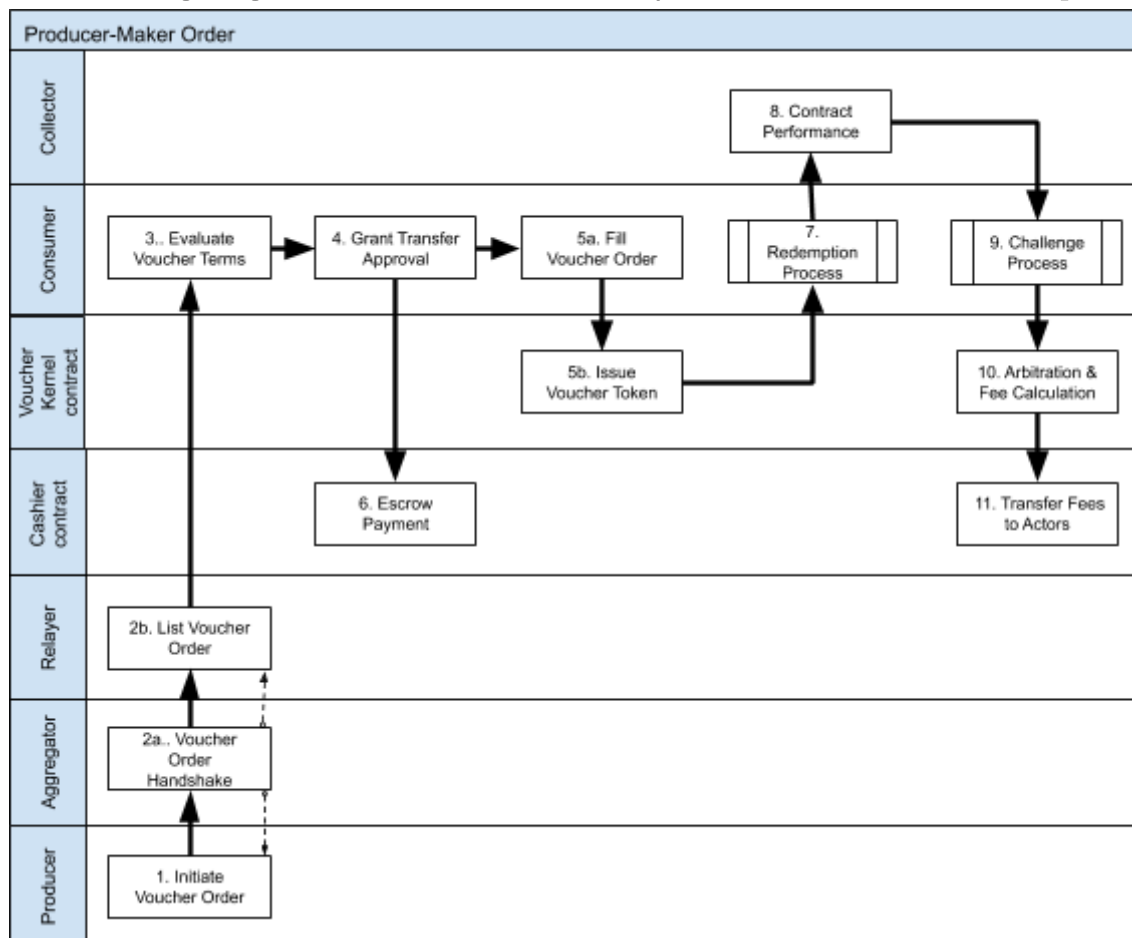 Producer-Maker Order
Collector
8. Contract
Performance
Consumer
3.. Evaluate
Voucher Terms
4. Grant Transfer
Approval
5a. Fill
Voucher Order
7.
Redemption
Process
9. Challenge
Process
Voucher
Kernel
contract
5b. Issue
Voucher Token
10. Arbitration &
Fee Calculation
Cashier
contract
6. Escrow
Payment
11. Transfer Fees
to Actors
Relayer
2b. List Voucher
Order
Aggregator
2a.. Voucher
Order
Handshake
Producer
1. Initiate
Voucher Order